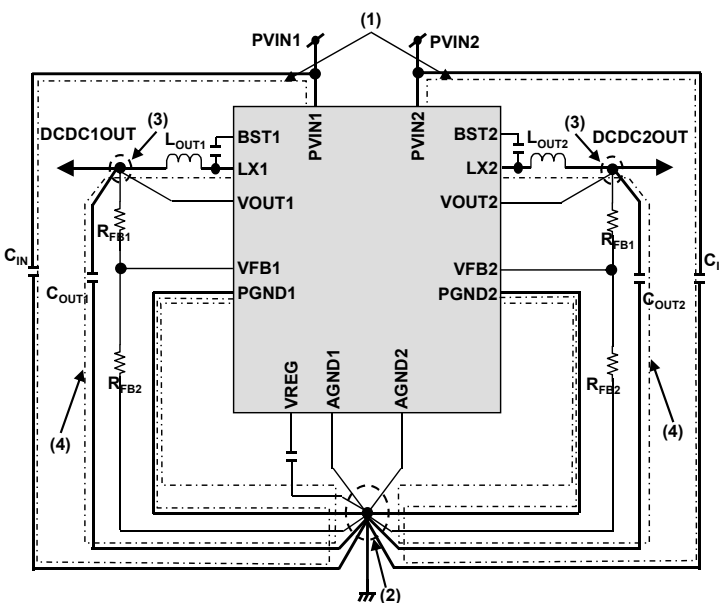 (1)
PVIN1
PVIN2
(3)
DCDC1OUT
LOUT1
BST1
PVIN1
PVIN2
BST2
LOUT2
(3)
DCDC2OUT
LX1
LX2
VOUT1
VOUT2
RFB1
RFB1
CIN
VFB1
VFB2
CI
COUT1
PGND1
PGND2
COUT2
RFB2
VREG
AGND1
AGND2
RFB2
(4)
(4)
(2)